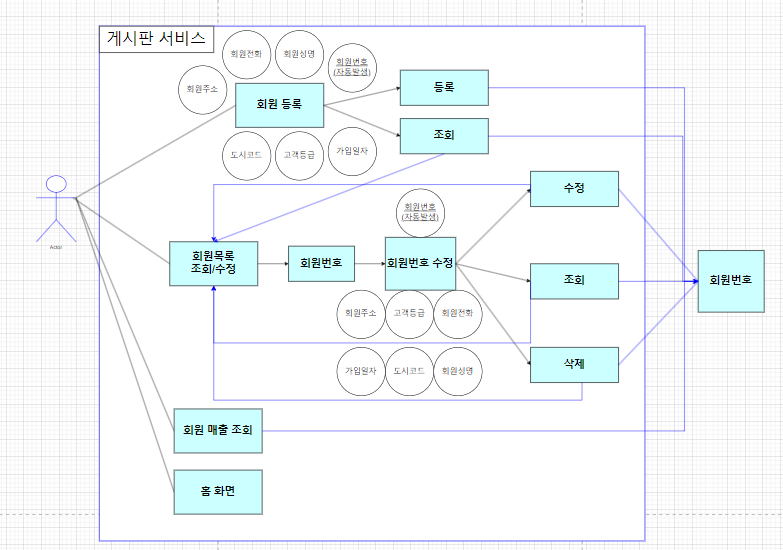 게시판 서비스
회원전화
회원성명
회원번호
(자동발생)
회원주소
회원 등록
등록
조회
도시코드
고객등급
가입일자
수정
회원번호
(자동발생)
Actor
회원목록
조회/수정
회원번호
회원번호 수정
조회
회원번호
회원주소
고객등급
회원전화
삭제
가입일자
도시코드
회원성명
회원 매출 조회
홈 화면